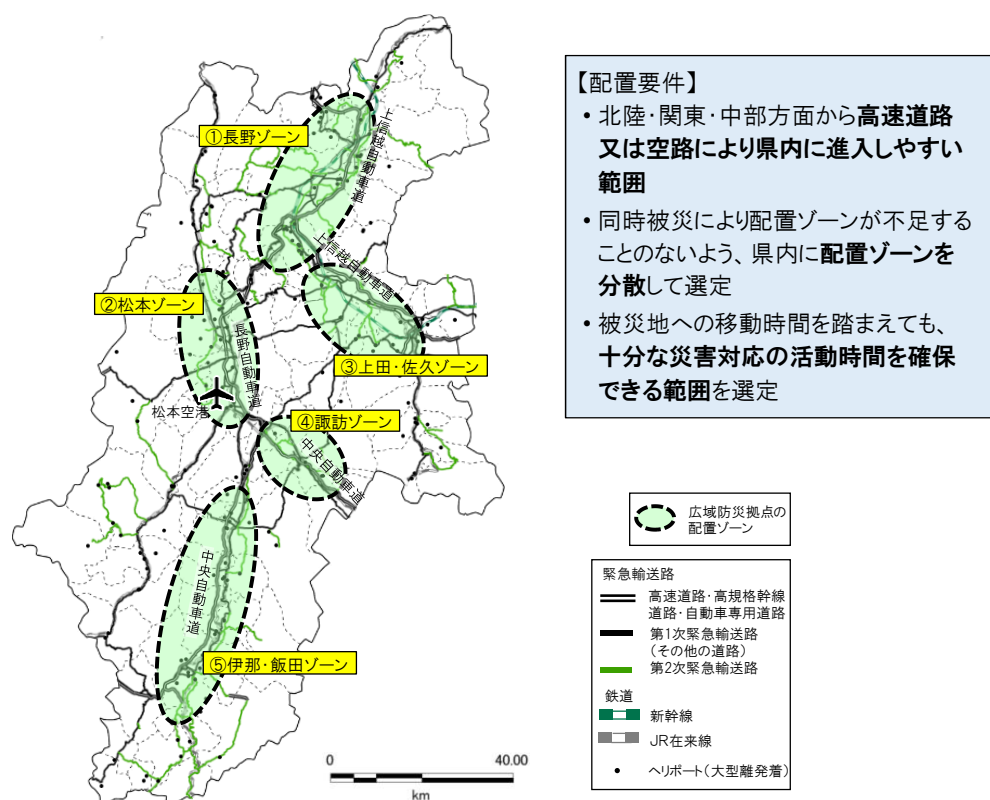 ①長野ゾーン
上信越自動車道
上信越自動車道
②松本ゾーン
長野自動車道
③上田・佐久ゾーン
松本空港
④諏訪ゾーン
中央自動車道
中央自動車道
⑤伊那・飯田ゾーン
0 40.00
km
【配置要件】
• 北陸・関東・中部方面から高速道路
又は空路により県内に進入しやすい
範囲
• 同時被災により配置ゾーンが不足する
ことのないよう、県内に配置ゾーンを
分散して選定
• 被災地への移動時間を踏まえても、
十分な災害対応の活動時間を確保
できる範囲を選定
広域防災拠点の
配置ゾーン
緊急輸送路
高速道路・高規格幹線
道路・自動車専用道路
第1次緊急輸送路
(その他の道路)
第2次緊急輸送路
鉄道
新幹線
JR在来線
ヘリポート(大型離発着)